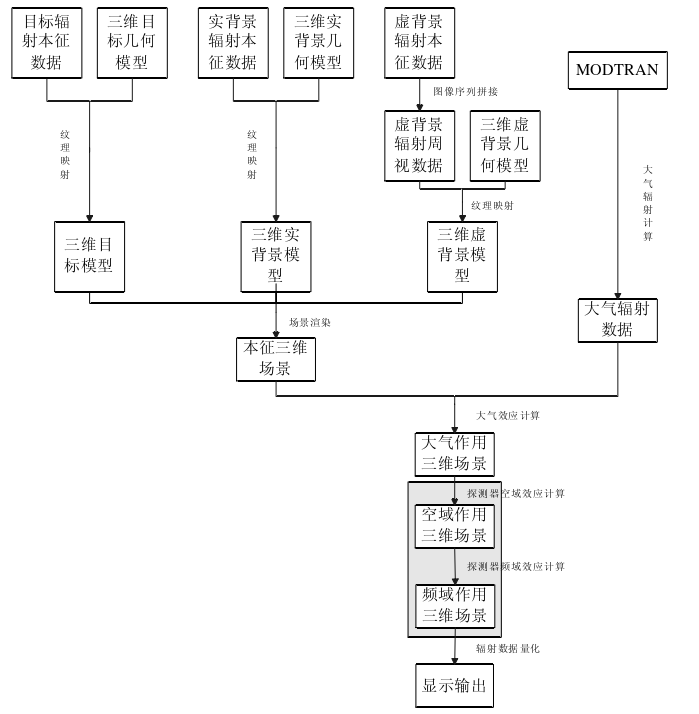 目标辐
射本征
数据
三维目
标几何
模型
实背景
辐射本
征数据
三维实
背景几
何模型
虚背景
辐射本
征数据
MODTRAN
图像序列拼接
虚背景
辐射周
视数据
三维虚
背景几
何模型
纹
理
映
射
纹
理
映
射
大
气
辐
射
计
算
纹理映射
三维目
标模型
三维实
背景模
型
三维虚
背景模
型
大气辐射
数据
场景渲染
本征三维
场景
大气效应计算
大气作用
三维场景
探测器空域效应计算
空域作用
三维场景
探测器频域效应计算
频域作用
三维场景
辐射数据量化
显示输出